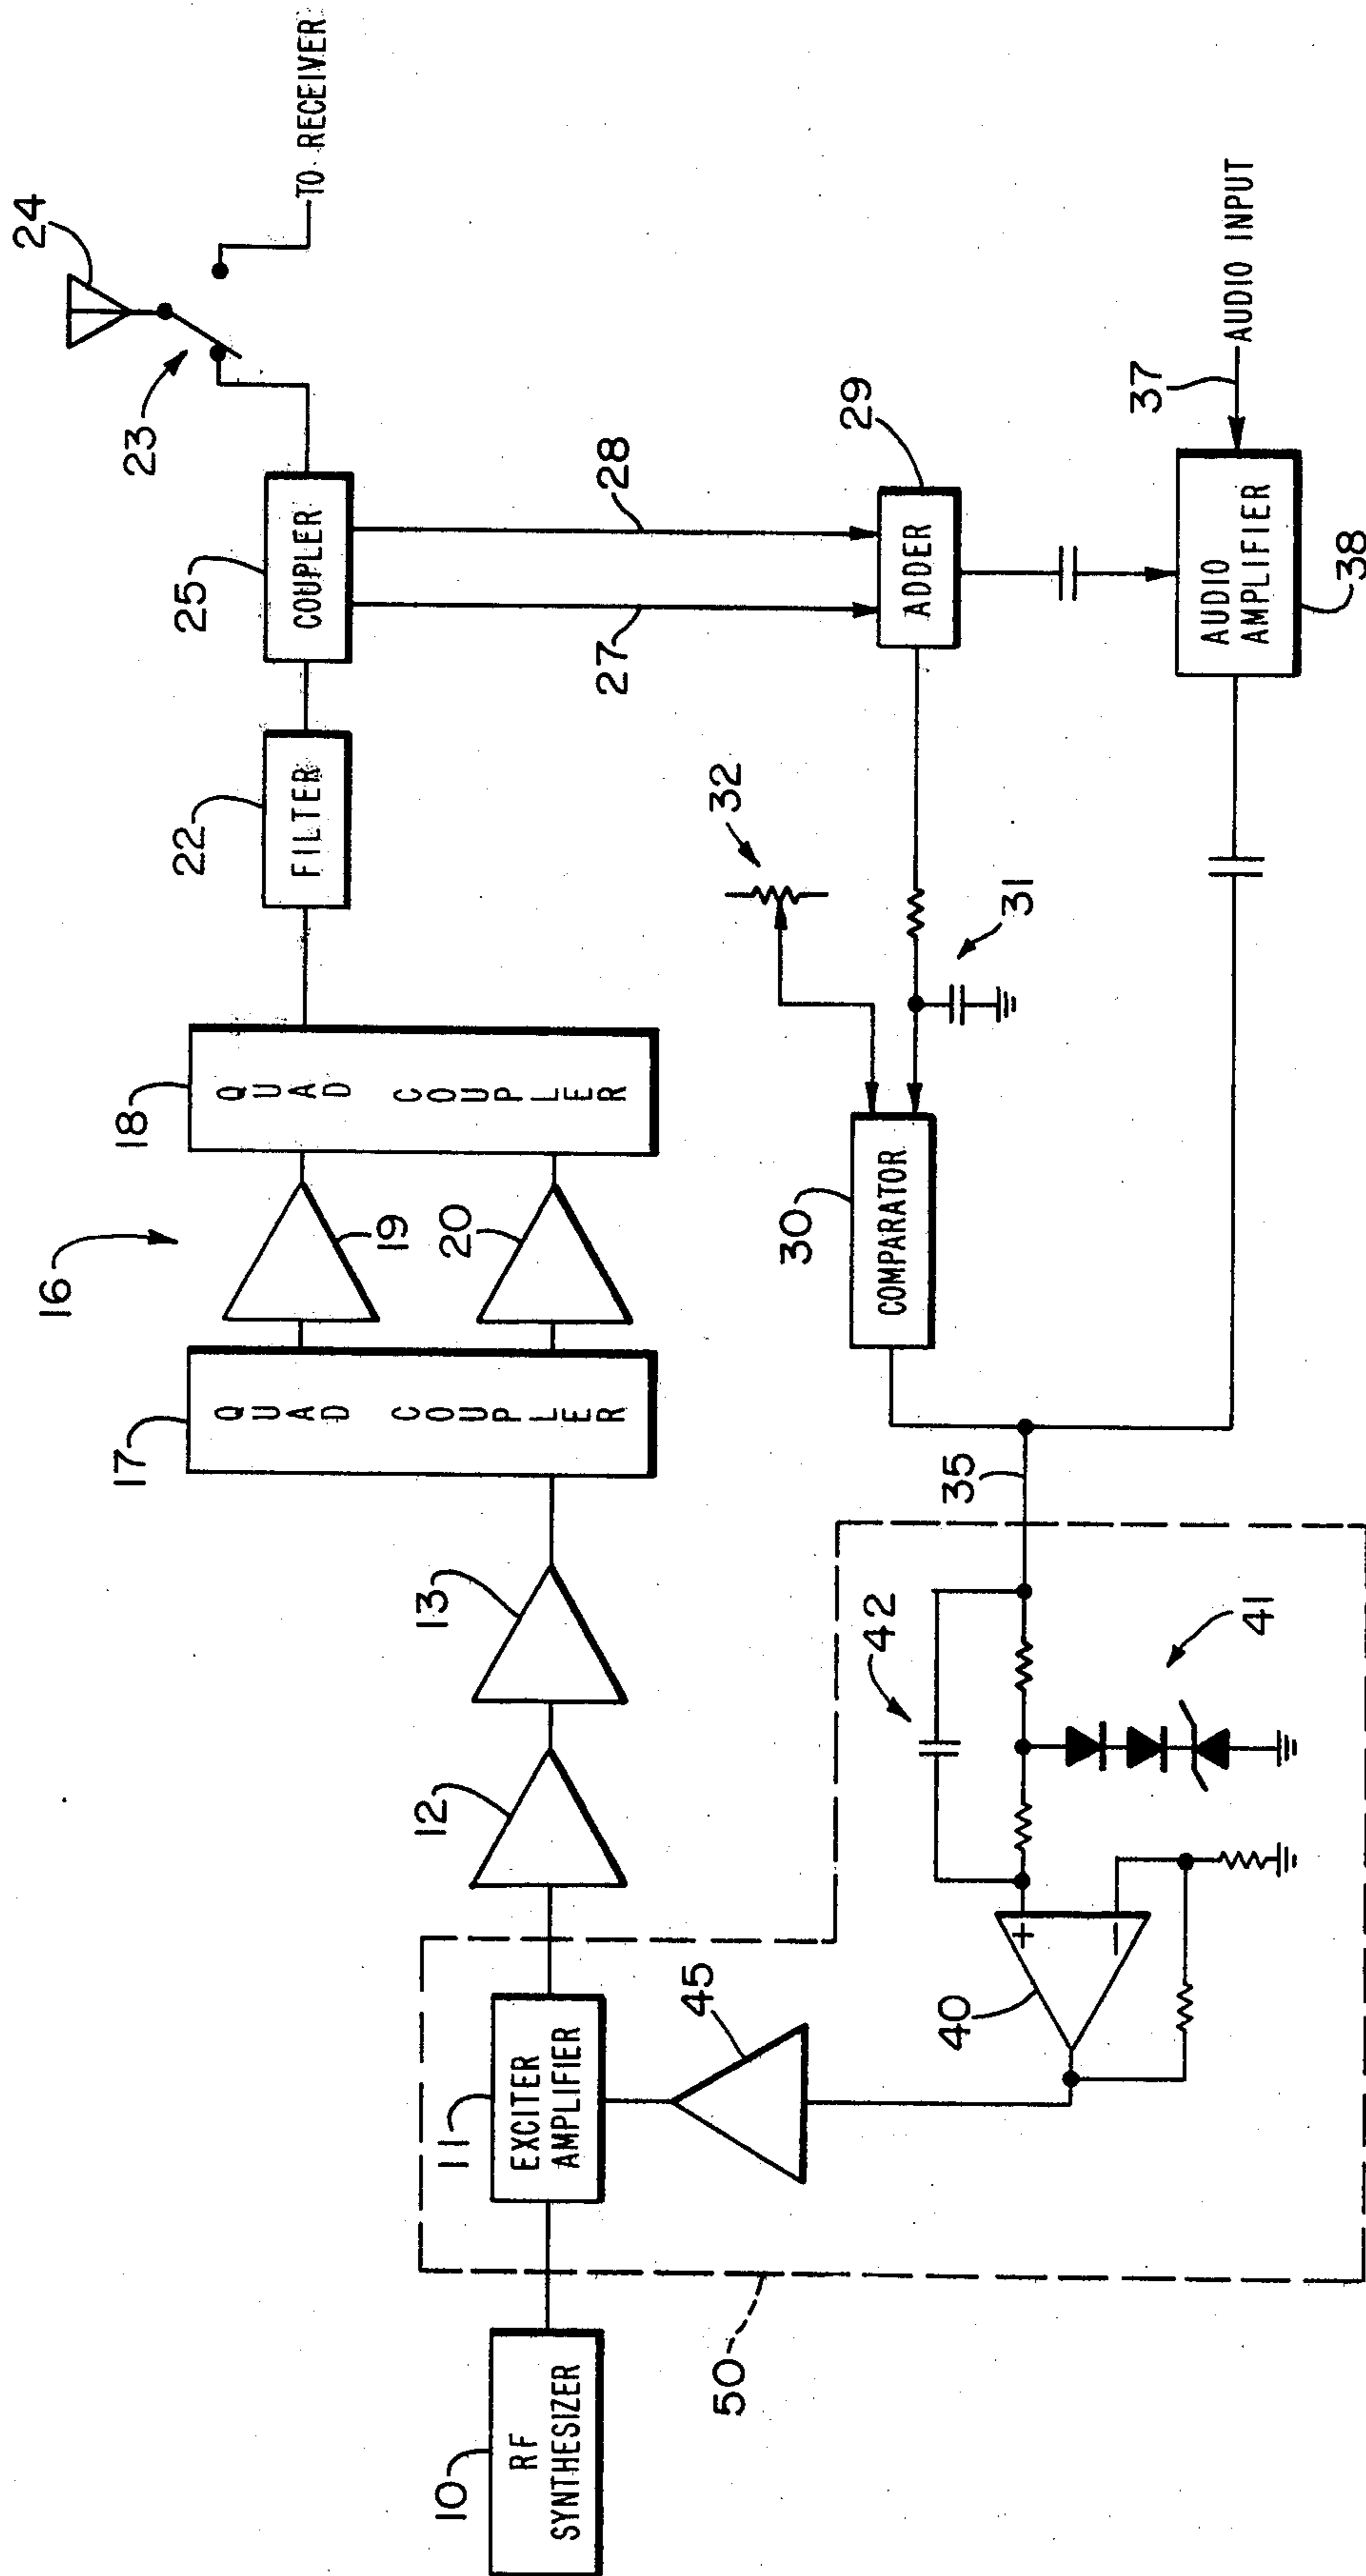 24
TO RECEIVER
23
25
COUPLER
22
FILTER
16
18
QUAD COUPLER
17
QUAD COUPLER
19
20
13
12
11
EXCITER
AMPLIFIER
10
RF
SYNTHESIZER
27
28
29
ADDER
32
31
30
COMPARATOR
37
AUDIO INPUT
AUDIO
AMPLIFIER
38
35
42
41
+
−
40
45
50